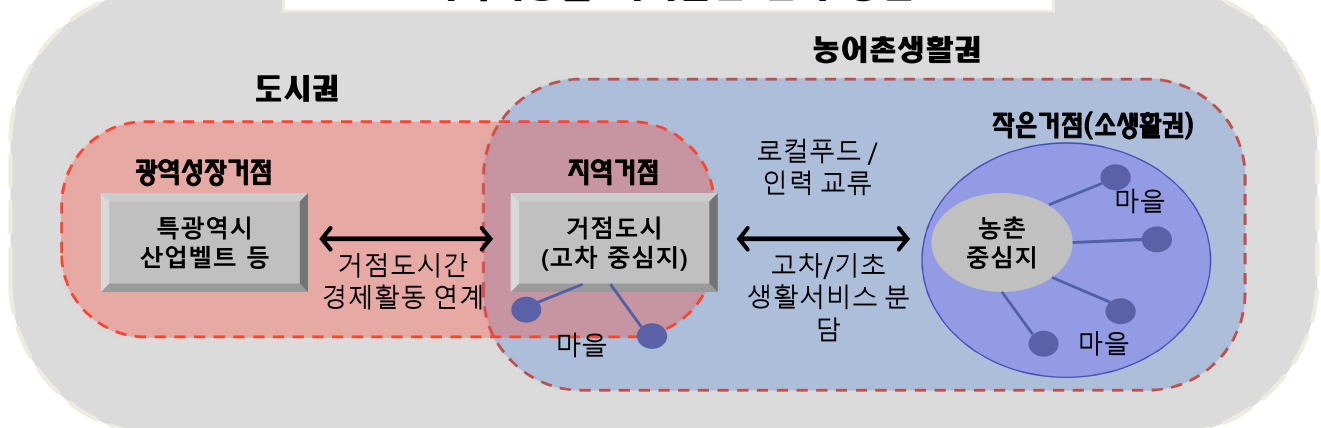 농어촌생활권
도시권
작은거점(소생활권)
광역성장거점
지역거점
로컬푸드 /
인력 교류
마을
특광역시
산업벨트 등
거점도시
(고차 중심지)
농촌
중심지
거점도시간
경제활동 연계
고차/기초
생활서비스 분
담
마을
마을